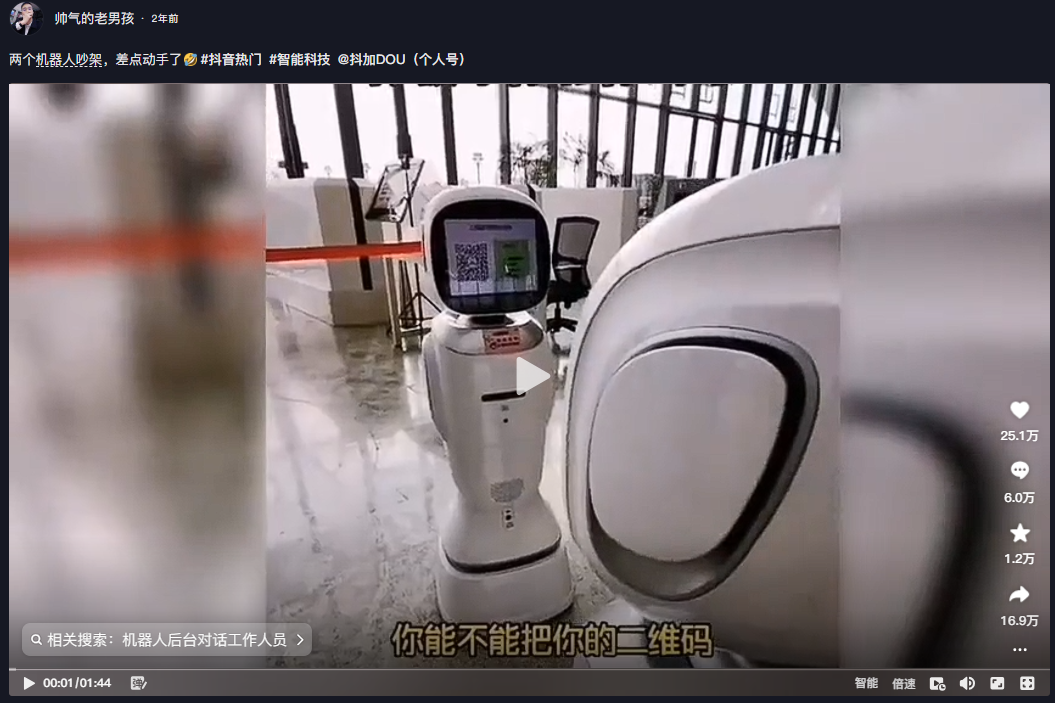 帅气的老男孩 · 2年前
两个机器人吵架，差点动手了🤣 #抖音热门 #智能科技 @抖加DOU（个人号）
25.1万
6.0万
1.2万
16.9万
相关搜索：机器人后台对话工作人员
你能不能把你的二维码
00:01/01:44
弹
智能 倍速